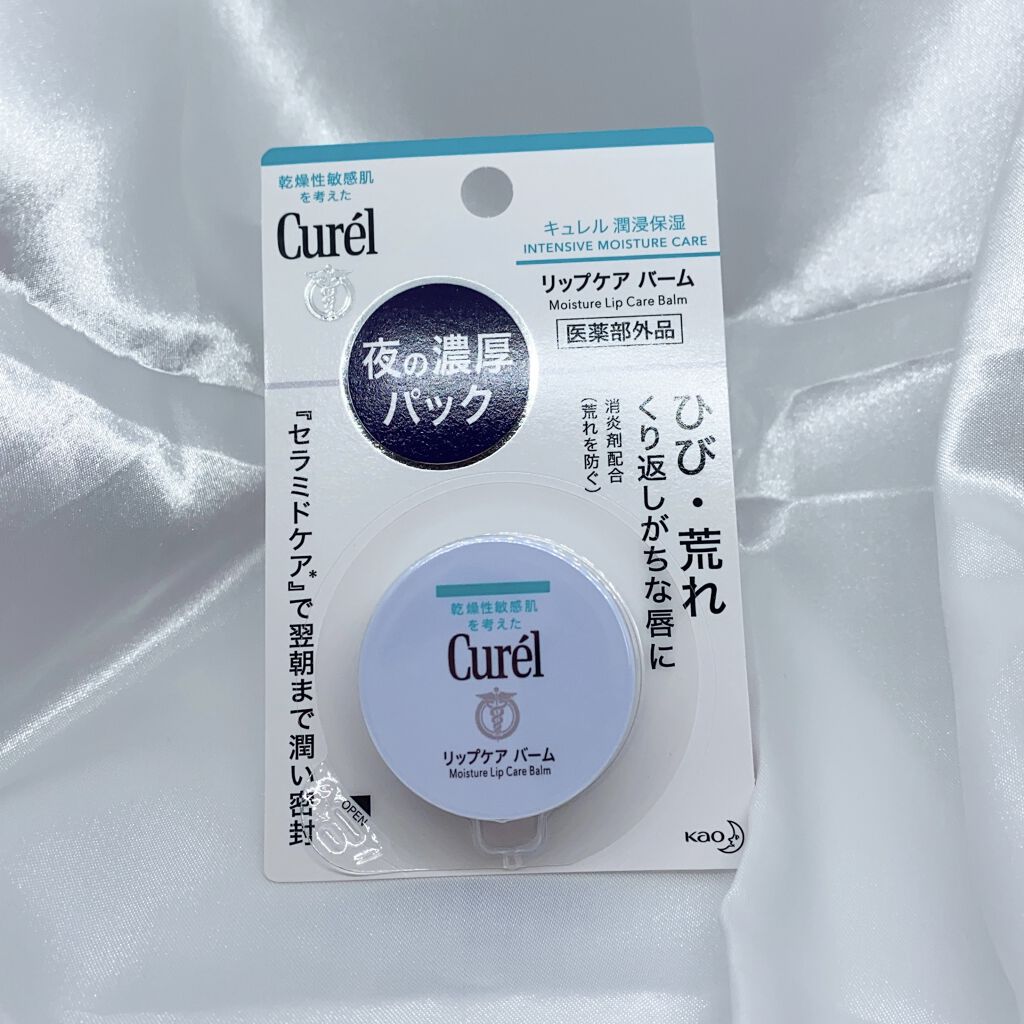 乾燥性敏感肌
を考えた
Curél
キュレル 潤浸保湿
INTENSIVE MOISTURE CARE
リップケア バーム
Moisture Lip Care Balm
医薬部外品
夜の濃厚
パック
ひび・荒れ
くり返しがちな唇に
消炎剤配合
(荒れを防ぐ)
『セラミドケア』*で翌朝まで潤い密封
乾燥性敏感肌
を考えた
Curél
リップケア バーム
Moisture Lip Care Balm
OPEN
Kao